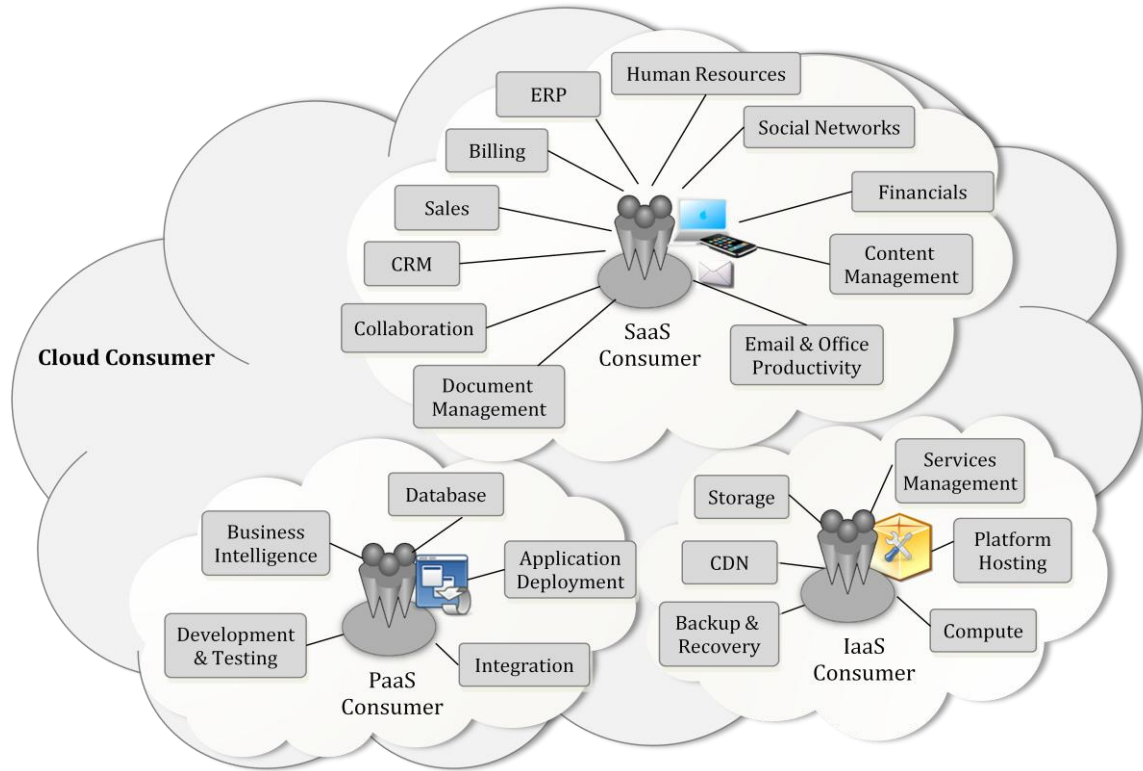 Human Resources
ERP
Social Networks
Billing
Financials
Sales
Content
Management
CRM
Collaboration
SaaS
Consumer
Email & Office
Productivity
Cloud Consumer
Document
Management
Database
Business
Intelligence
Application
Deployment
Development
& Testing
Integration
PaaS
Consumer
Services
Management
Storage
Platform
Hosting
CDN
Backup &
Recovery
Compute
IaaS
Consumer